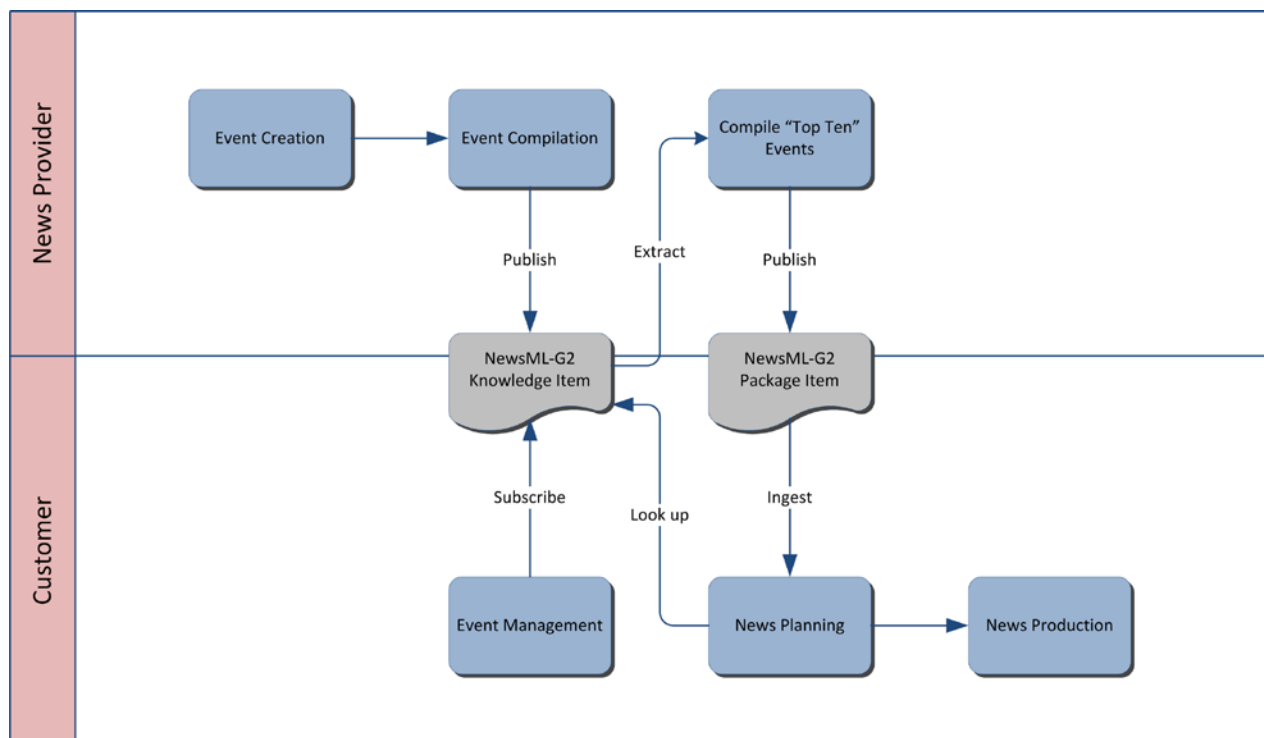 News Provider
Event Creation
Event Compilation
Compile “Top Ten”
Events
Publish
Extract
Publish
NewsML-G2
Knowledge Item
NewsML-G2
Package Item
Customer
Subscribe
Look up
Ingest
Event Management
News Planning
News Production